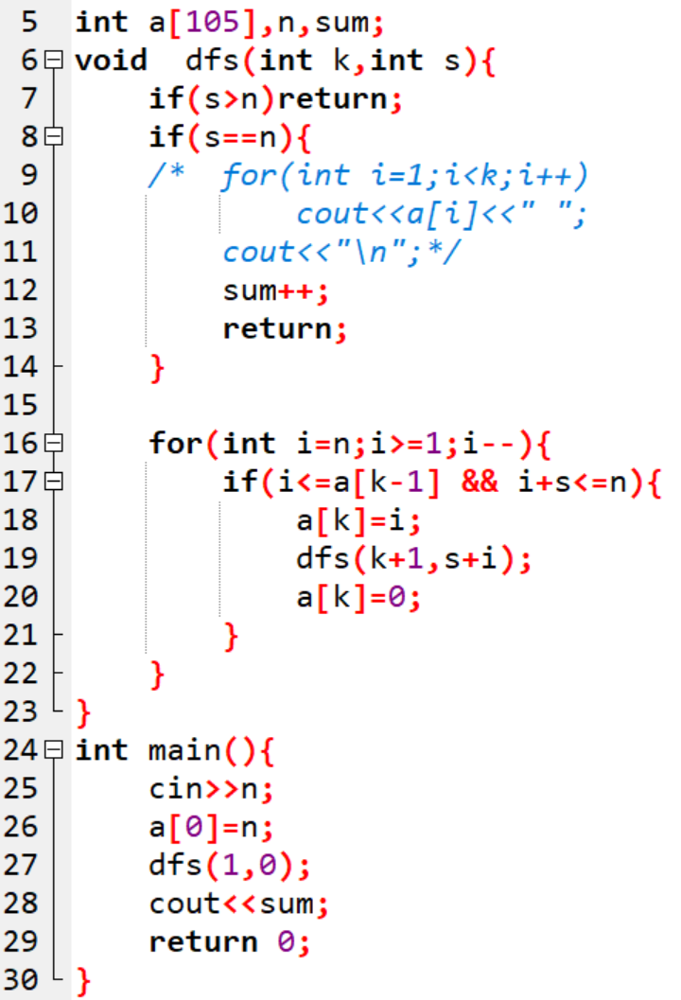 5 int a[105],n,sum;
6 void  dfs(int k,int s){
7     if(s>n)return;
8     if(s==n){
9     /*  for(int i=1;i<k;i++)
10             cout<<a[i]<<" ";
11         cout<<"\n";*/
12         sum++;
13         return;
14     }
15
16     for(int i=n;i>=1;i--){
17         if(i<=a[k-1] && i+s<=n){
18             a[k]=i;
19             dfs(k+1,s+i);
20             a[k]=0;
21         }
22     }
23 }
24 int main(){
25     cin>>n;
26     a[0]=n;
27     dfs(1,0);
28     cout<<sum;
29     return 0;
30 }